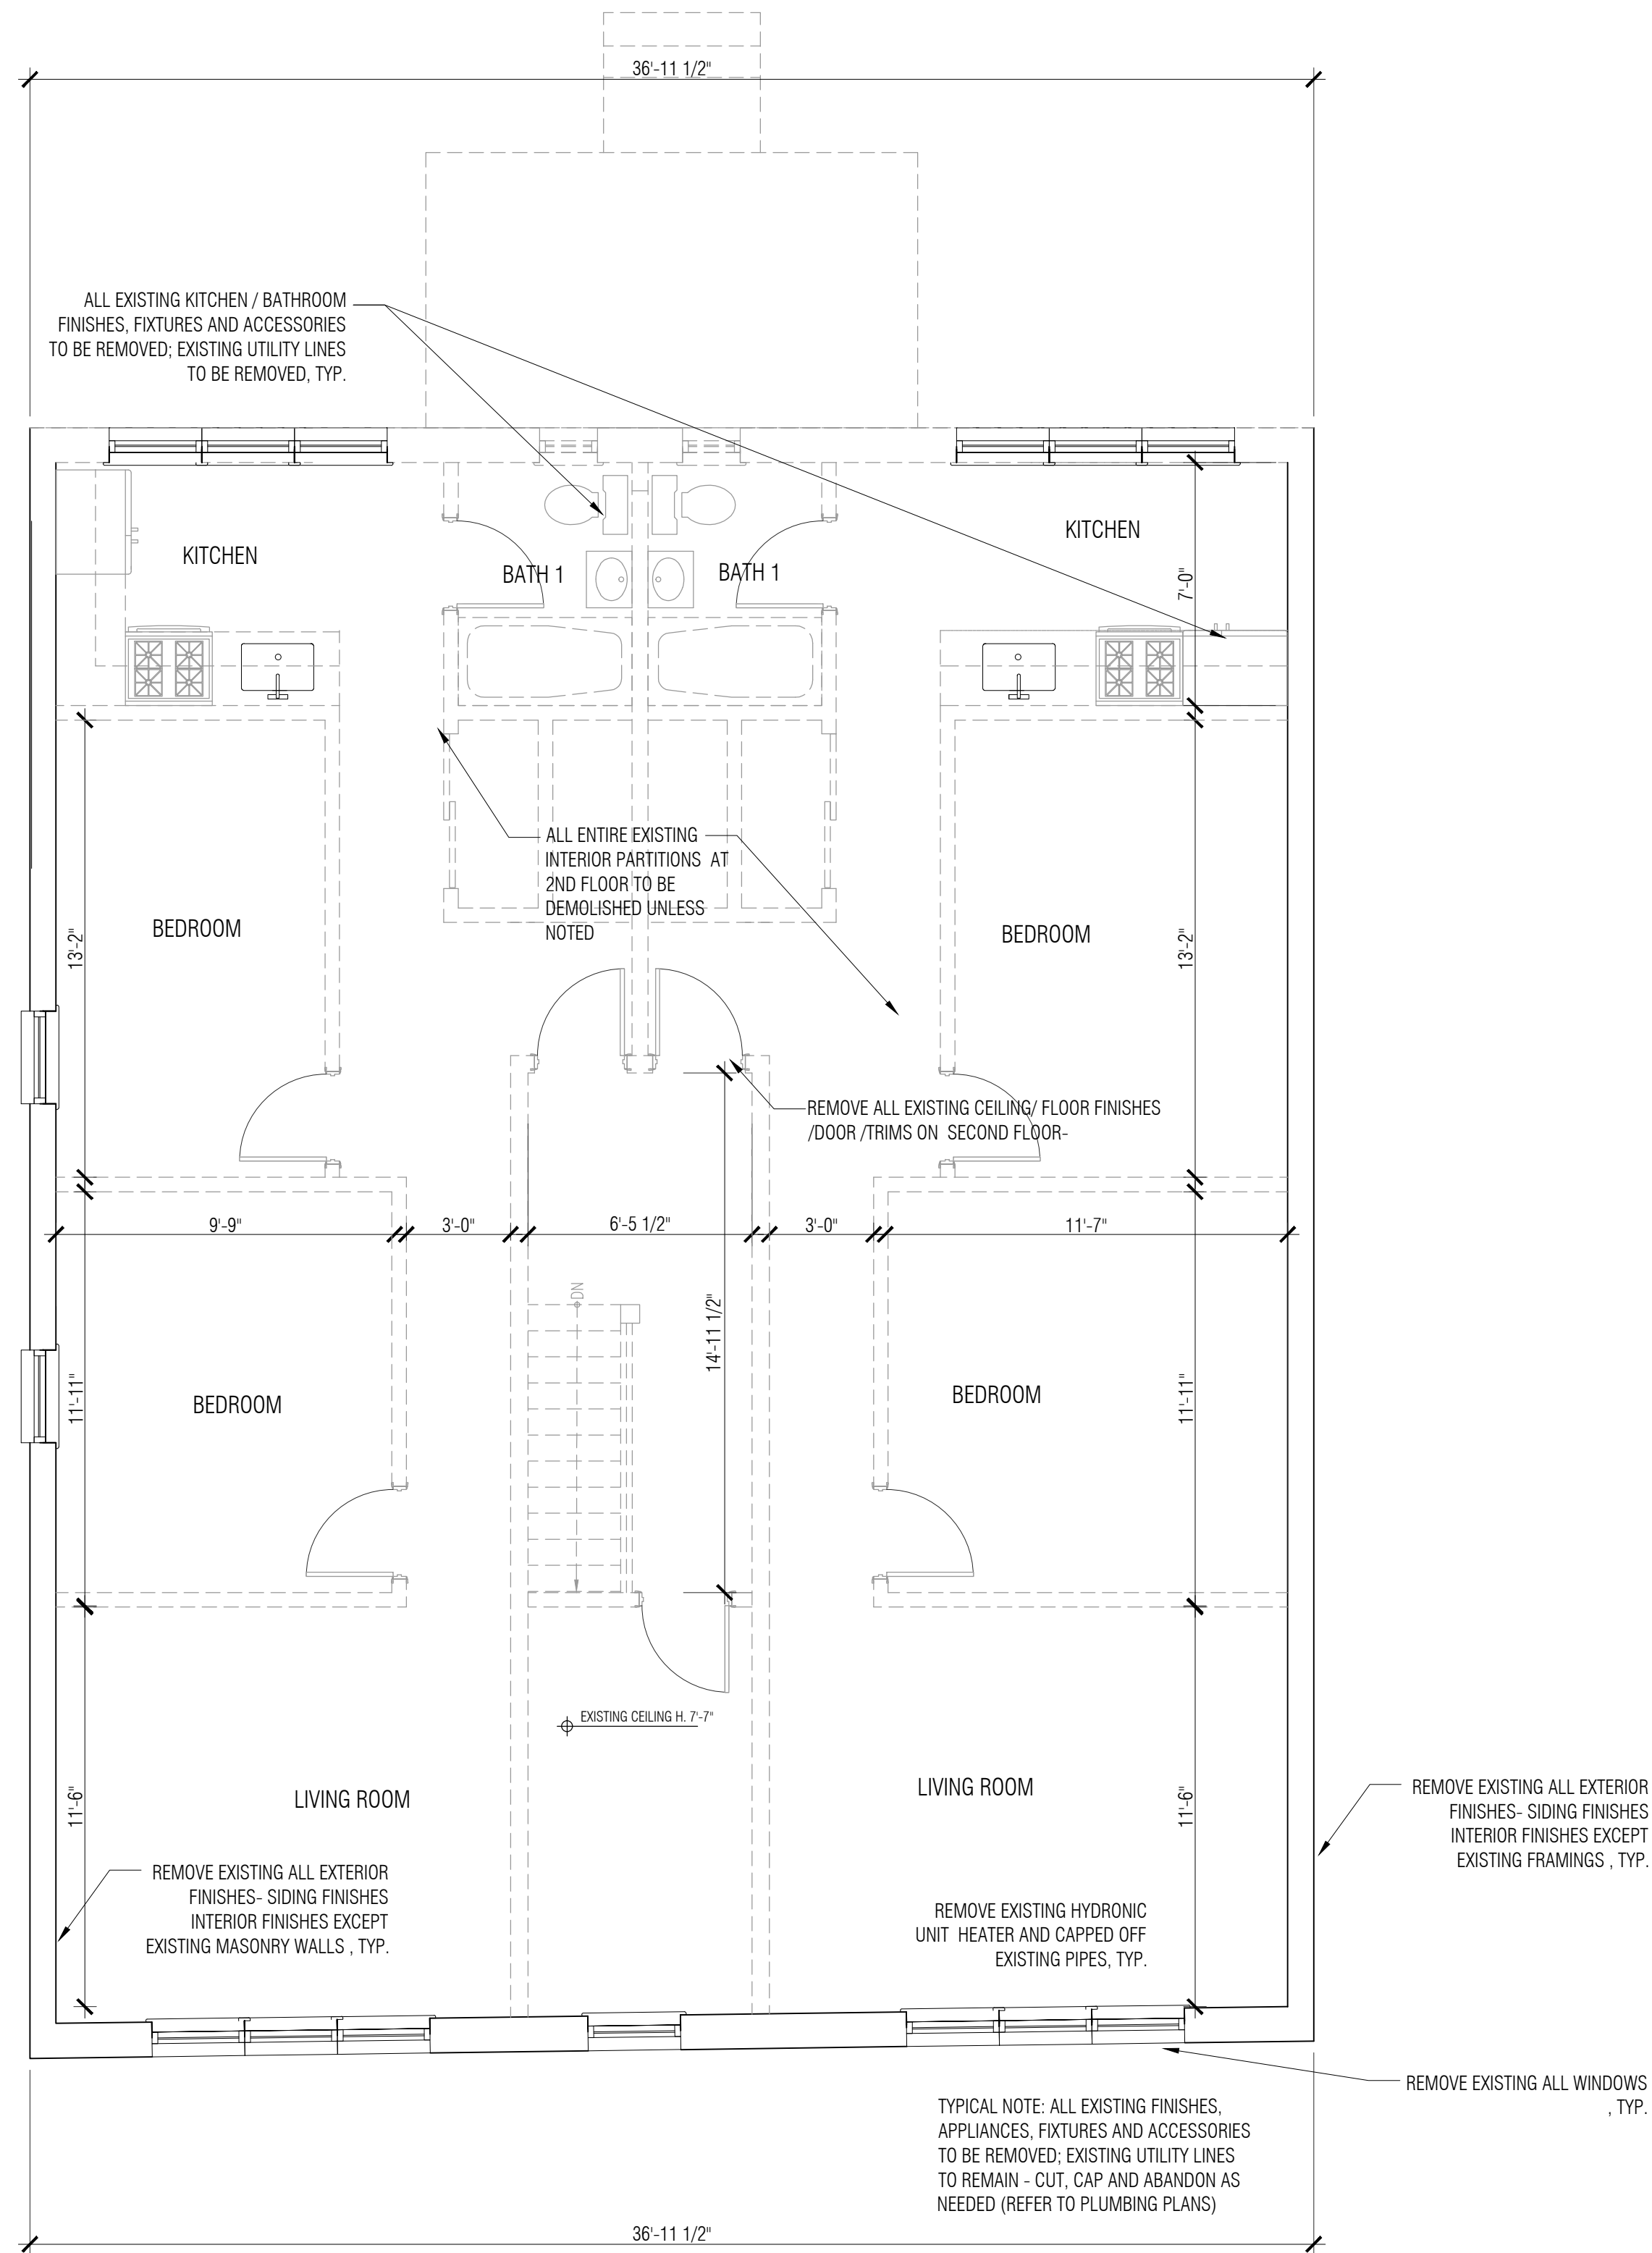 36'-11 1/2"
ALL EXISTING KITCHEN / BATHROOM
FINISHES, FIXTURES AND ACCESSORIES
TO BE REMOVED; EXISTING UTILITY LINES
TO BE REMOVED, TYP.
KITCHEN
BATH 1
BATH 1
KITCHEN
7'-0"
ALL ENTIRE EXISTING
INTERIOR PARTITIONS AT
2ND FLOOR TO BE
DEMOLISHED UNLESS
NOTED
BEDROOM
BEDROOM
13'-2"
13'-2"
REMOVE ALL EXISTING CEILING/ FLOOR FINISHES
/DOOR /TRIMS ON SECOND FLOOR-
9'-9"
3'-0"
6'-5 1/2"
3'-0"
11'-7"
DN
14'-11 1/2"
11'-11"
BEDROOM
BEDROOM
11'-11"
EXISTING CEILING H. 7'-7"
LIVING ROOM
LIVING ROOM
11'-6"
11'-6"
REMOVE EXISTING ALL EXTERIOR
FINISHES- SIDING FINISHES
INTERIOR FINISHES EXCEPT
EXISTING FRAMINGS , TYP.
REMOVE EXISTING ALL EXTERIOR
FINISHES- SIDING FINISHES
INTERIOR FINISHES EXCEPT
EXISTING MASONRY WALLS , TYP.
REMOVE EXISTING HYDRONIC
UNIT HEATER AND CAPPED OFF
EXISTING PIPES, TYP.
REMOVE EXISTING ALL WINDOWS
, TYP.
TYPICAL NOTE: ALL EXISTING FINISHES,
APPLIANCES, FIXTURES AND ACCESSORIES
TO BE REMOVED; EXISTING UTILITY LINES
TO REMAIN - CUT, CAP AND ABANDON AS
NEEDED (REFER TO PLUMBING PLANS)
36'-11 1/2"